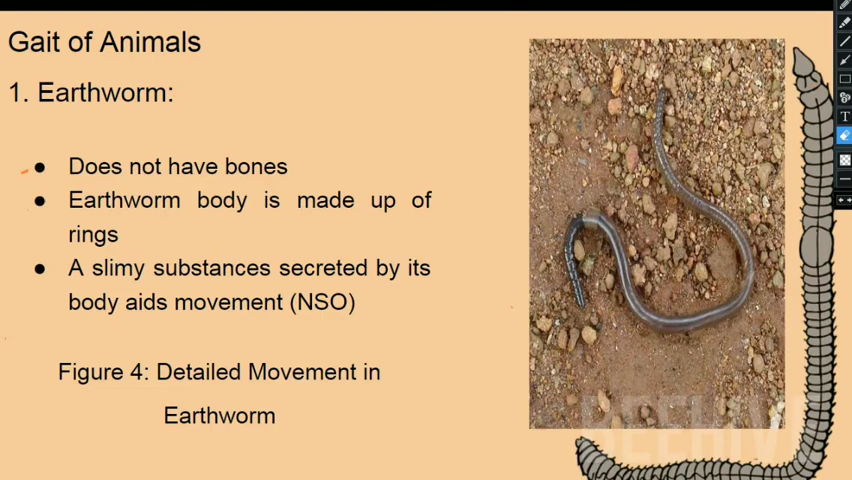 Gait of Animals
1. Earthworm:
● Does not have bones
● Earthworm body is made up of
rings
● A slimy substances secreted by its
body aids movement (NSO)
Figure 4: Detailed Movement in
Earthworm
BEEHIVE
T